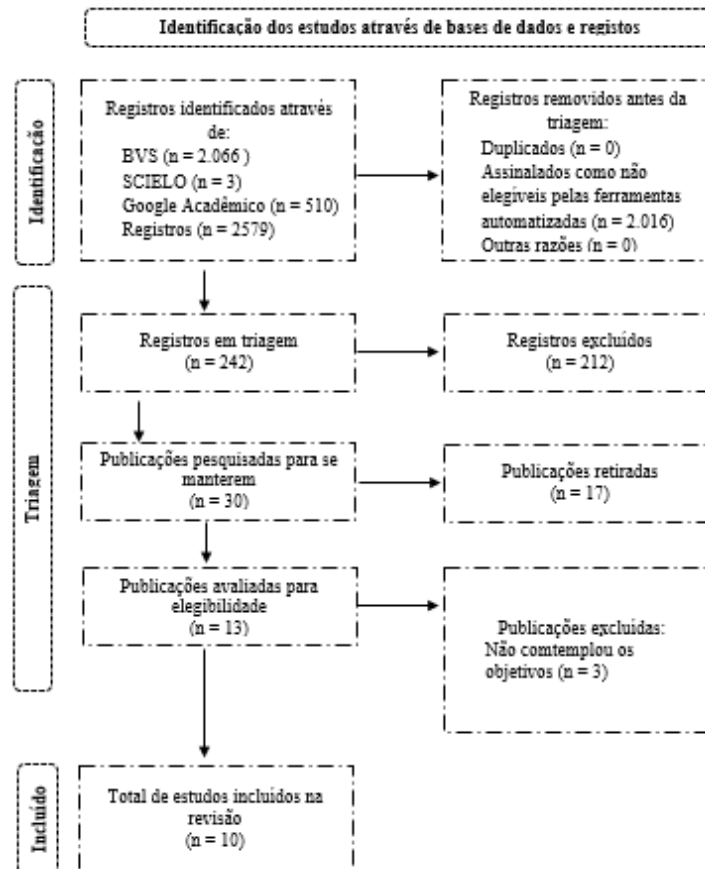 Identificação dos estudos através de bases de dados e registos
Identificação
Registros identificados através
de:
BVS (n = 2.066 )
SCIELO (n = 3)
Google Acadêmico (n = 510)
Registros (n = 2579)
Registros removidos antes da
triagem:
Duplicados (n = 0)
Assinalados como não
elegíveis pelas ferramentas
automatizadas (n = 2.016)
Outras razões (n = 0)
Triagem
Registros em triagem
(n = 242)
Registros excluídos
(n = 212)
Publicações pesquisadas para se
manterem
(n = 30)
Publicações retiradas
(n = 17)
Publicações avaliadas para
elegibilidade
(n = 13)
Publicações excluídas:
Não comtemplou os
objetivos (n = 3)
Incluído
Total de estudos incluídos na
revisão
(n = 10)